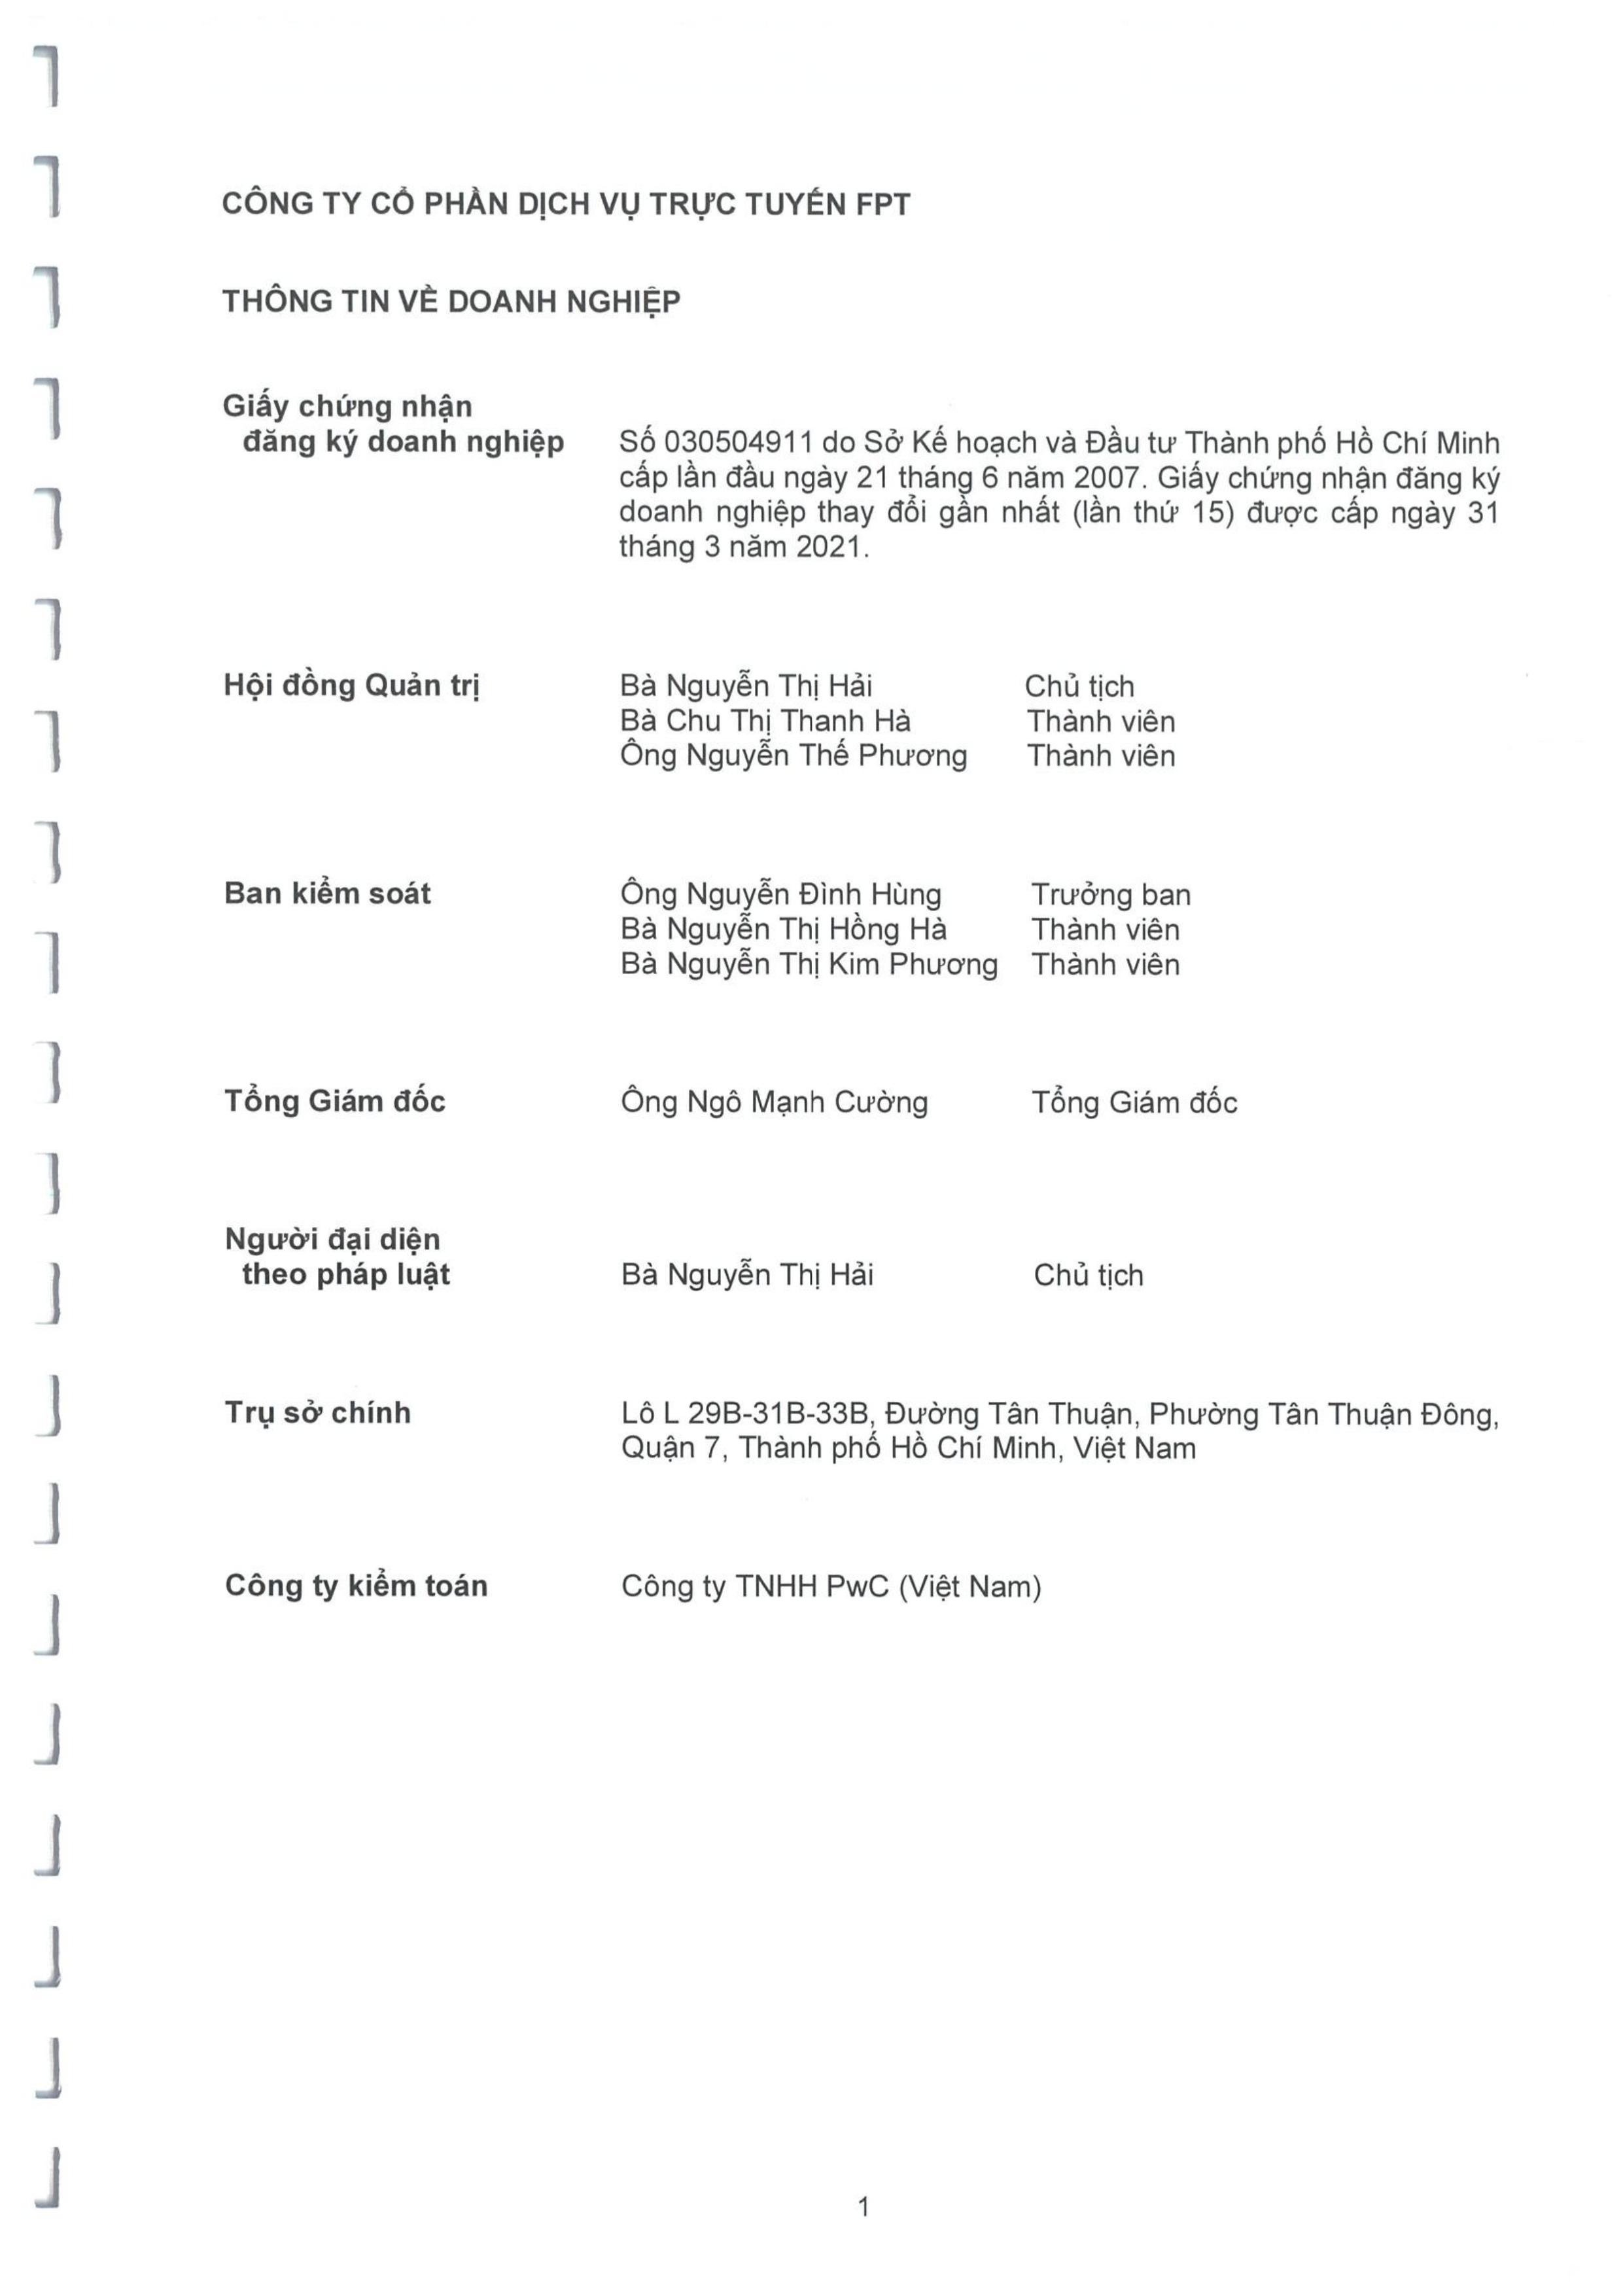 CÔNG TY CỔ PHẦN DỊCH VỤ TRỰC TUYẾN FPT
THÔNG TIN VỀ DOANH NGHIỆP
Giấy chứng nhận
đăng ký doanh nghiệp Số 030504911 do Sở Kế hoạch và Đầu tư Thành phố Hồ Chí Minh
cấp lần đầu ngày 21 tháng 6 năm 2007. Giấy chứng nhận đăng ký
doanh nghiệp thay đổi gần nhất (lần thứ 15) được cấp ngày 31
tháng 3 năm 2021.
Hội đồng Quản trị Bà Nguyễn Thị Hải Chủ tịch
Bà Chu Thị Thanh Hà Thành viên
Ông Nguyễn Thế Phương Thành viên
Ban kiểm soát Ông Nguyễn Đình Hùng Trưởng ban
Bà Nguyễn Thị Hồng Hà Thành viên
Bà Nguyễn Thị Kim Phương Thành viên
Tổng Giám đốc Ông Ngô Mạnh Cường Tổng Giám đốc
Người đại diện
theo pháp luật Bà Nguyễn Thị Hải Chủ tịch
Trụ sở chính Lô L 29B-31B-33B, Đường Tân Thuận, Phường Tân Thuận Đông,
Quận 7, Thành phố Hồ Chí Minh, Việt Nam
Công ty kiểm toán Công ty TNHH PwC (Việt Nam)
1